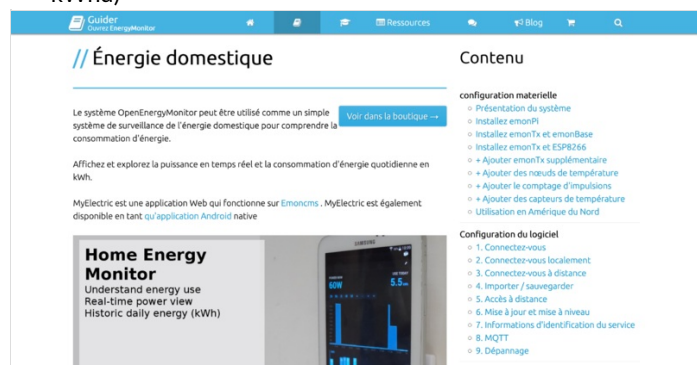 Guider
Ouvrez EnergyMonitor
Ressources
Blog
// Énergie domestique
Le système OpenEnergyMonitor peut être utilisé comme un simple
système de surveillance de l'énergie domestique pour comprendre la
consommation d'énergie.
Voir dans la boutique →
Affichez et explorez la puissance en temps réel et la consommation d'énergie quotidienne en
kWh.
MyElectric est une application Web qui fonctionne sur Emoncms . MyElectric est également
disponible en tant qu'application Android native
Home Energy
Monitor
Understand energy use
Real-time power view
Historic daily energy (kWh)
SAMSUNG
60W
5.5
Contenu
configuration materielle
Présentation du système
Installez emonPi
Installez emonTx et emonBase
Installez emonTx et ESP8266
+ Ajouter emonTx supplémentaire
+ Ajouter des nœuds de température
+ Ajouter le comptage d'impulsions
+ Ajouter des capteurs de température
Utilisation en Amérique du Nord
Configuration du logiciel
1. Connectez-vous
2. Connectez-vous localement
3. Connectez-vous à distance
4. Importer / sauvegarder
5. Accès à distance
6. Mise à jour et mise à niveau
7. Informations d'identification du service
8. MQTT
9. Dépannage